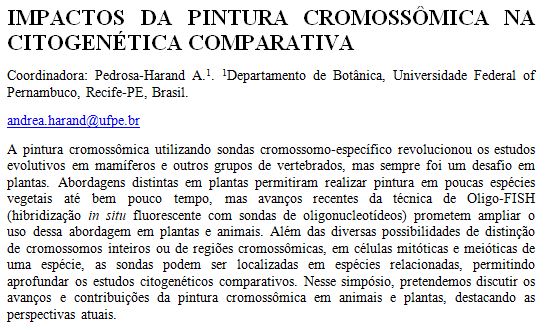 IMPACTOS DA PINTURA CROMOSSÔMICA NA
CITOGENÉTICA COMPARATIVA
Coordinadora: Pedrosa-Harand A.¹. ¹Departamento de Botânica, Universidade Federal of
Pernambuco, Recife-PE, Brasil.
andrea.harand@ufpe.br
A pintura cromossômica utilizando sondas cromossomo-específico revolucionou os estudos
evolutivos em mamíferos e outros grupos de vertebrados, mas sempre foi um desafio em
plantas. Abordagens distintas em plantas permitiram realizar pintura em poucas espécies
vegetais até bem pouco tempo, mas avanços recentes da técnica de Oligo-FISH
(hibridização in situ fluorescente com sondas de oligonucleotídeos) prometem ampliar o
uso dessa abordagem em plantas e animais. Além das diversas possibilidades de distinção
de cromossomos inteiros ou de regiões cromossômicas, em células mitóticas e meióticas de
uma espécie, as sondas podem ser localizadas em espécies relacionadas, permitindo
aprofundar os estudos citogenéticos comparativos. Nesse simpósio, pretendemos discutir os
avanços e contribuições da pintura cromossômica em animais e plantas, destacando as
perspectivas atuais.